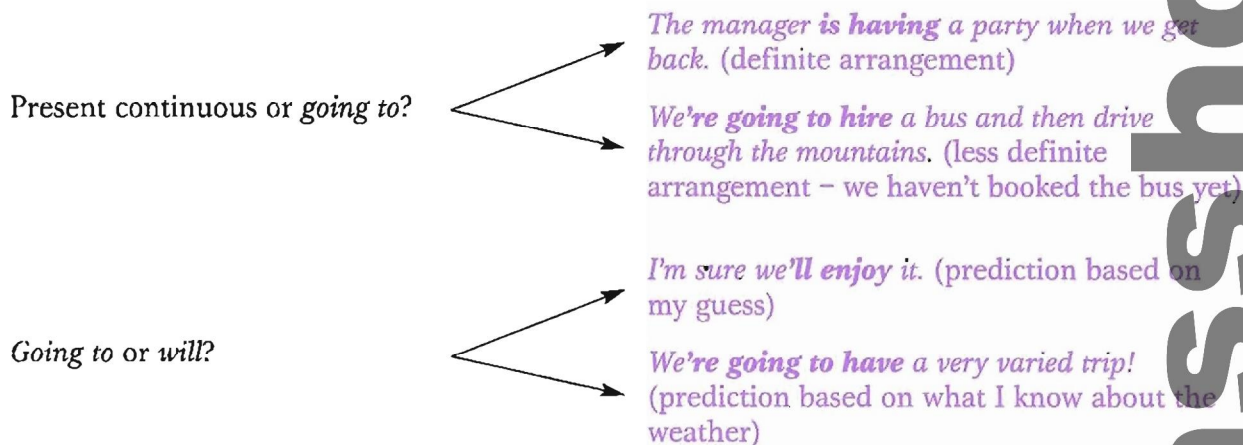 The manager is having a party when we get
back. (definite arrangement)
Present continuous or going to?
We're going to hire a bus and then drive
through the mountains. (less definite
arrangement – we haven't booked the bus yet)
I'm sure we'll enjoy it. (prediction based on
my guess)
Going to or will?
We're going to have a very varied trip!
(prediction based on what I know about the
weather)